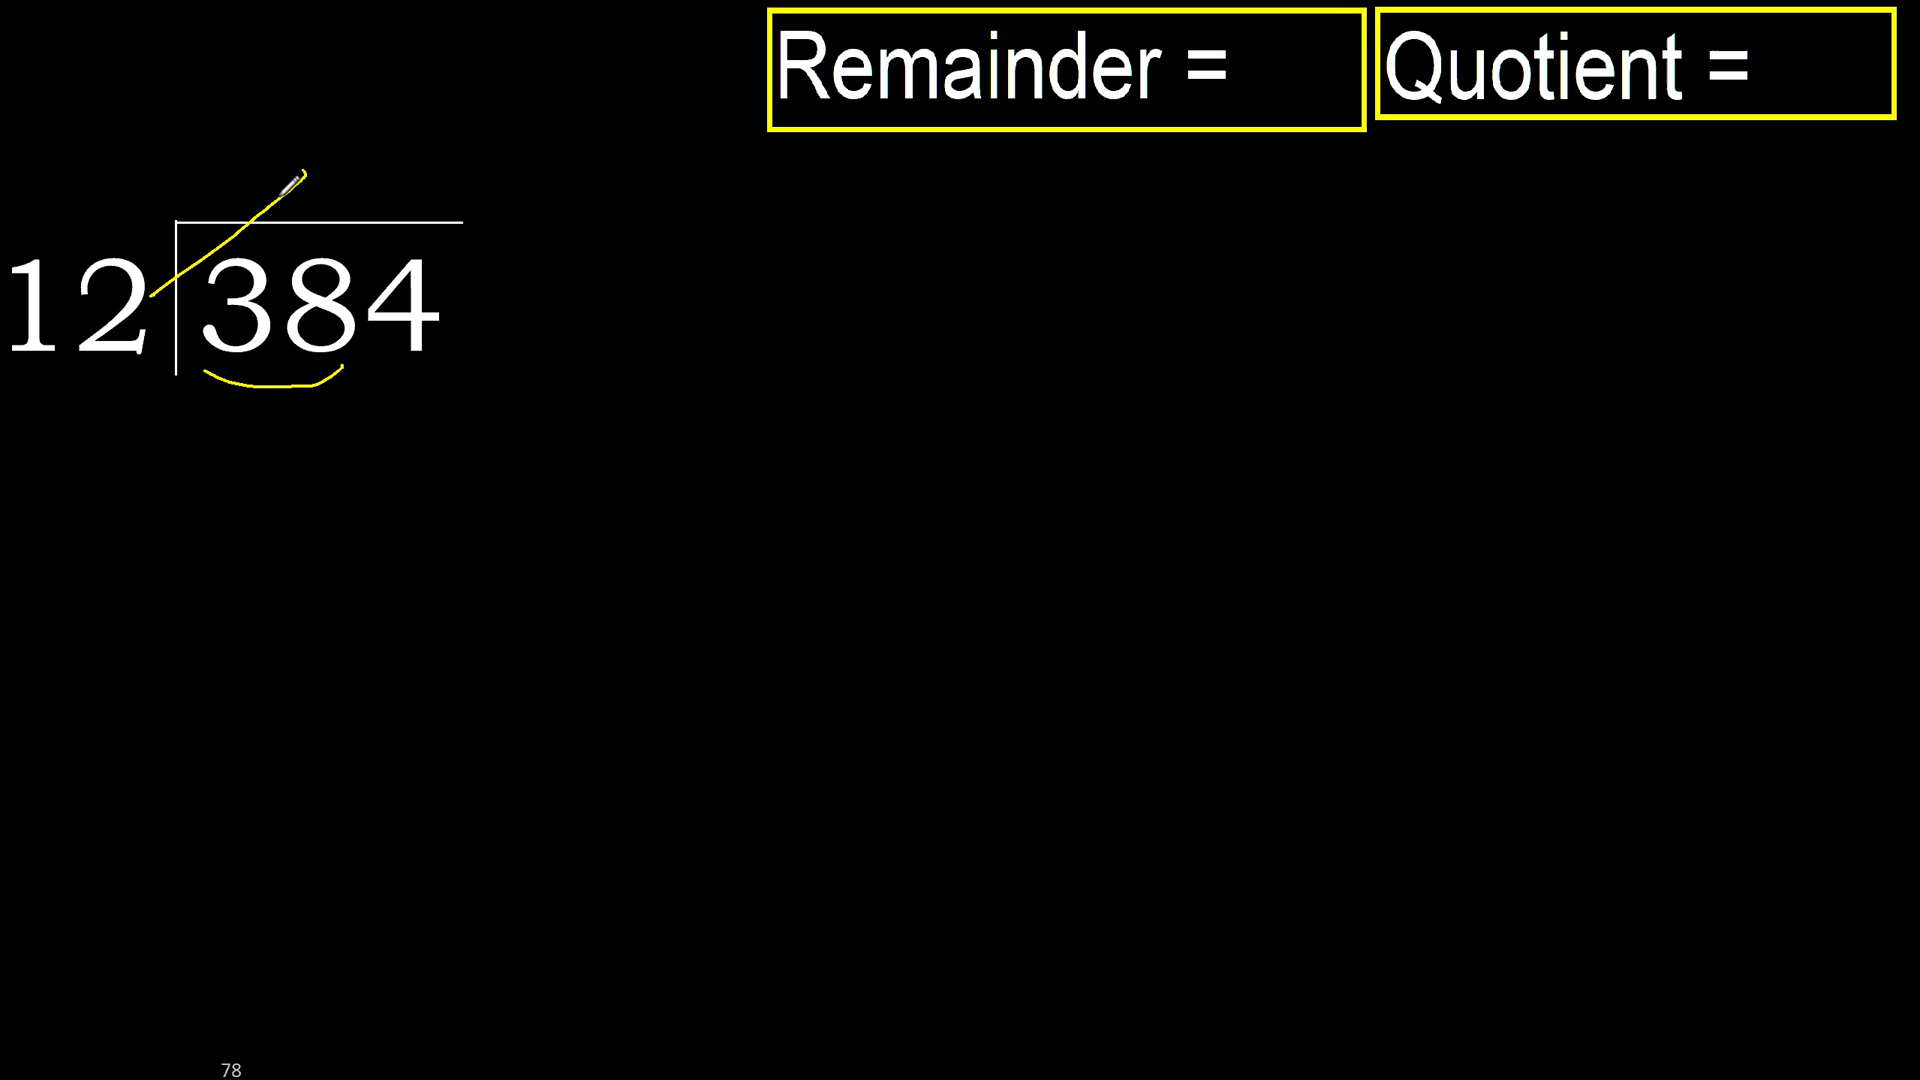 Remainder = Quotient =
12 384
78